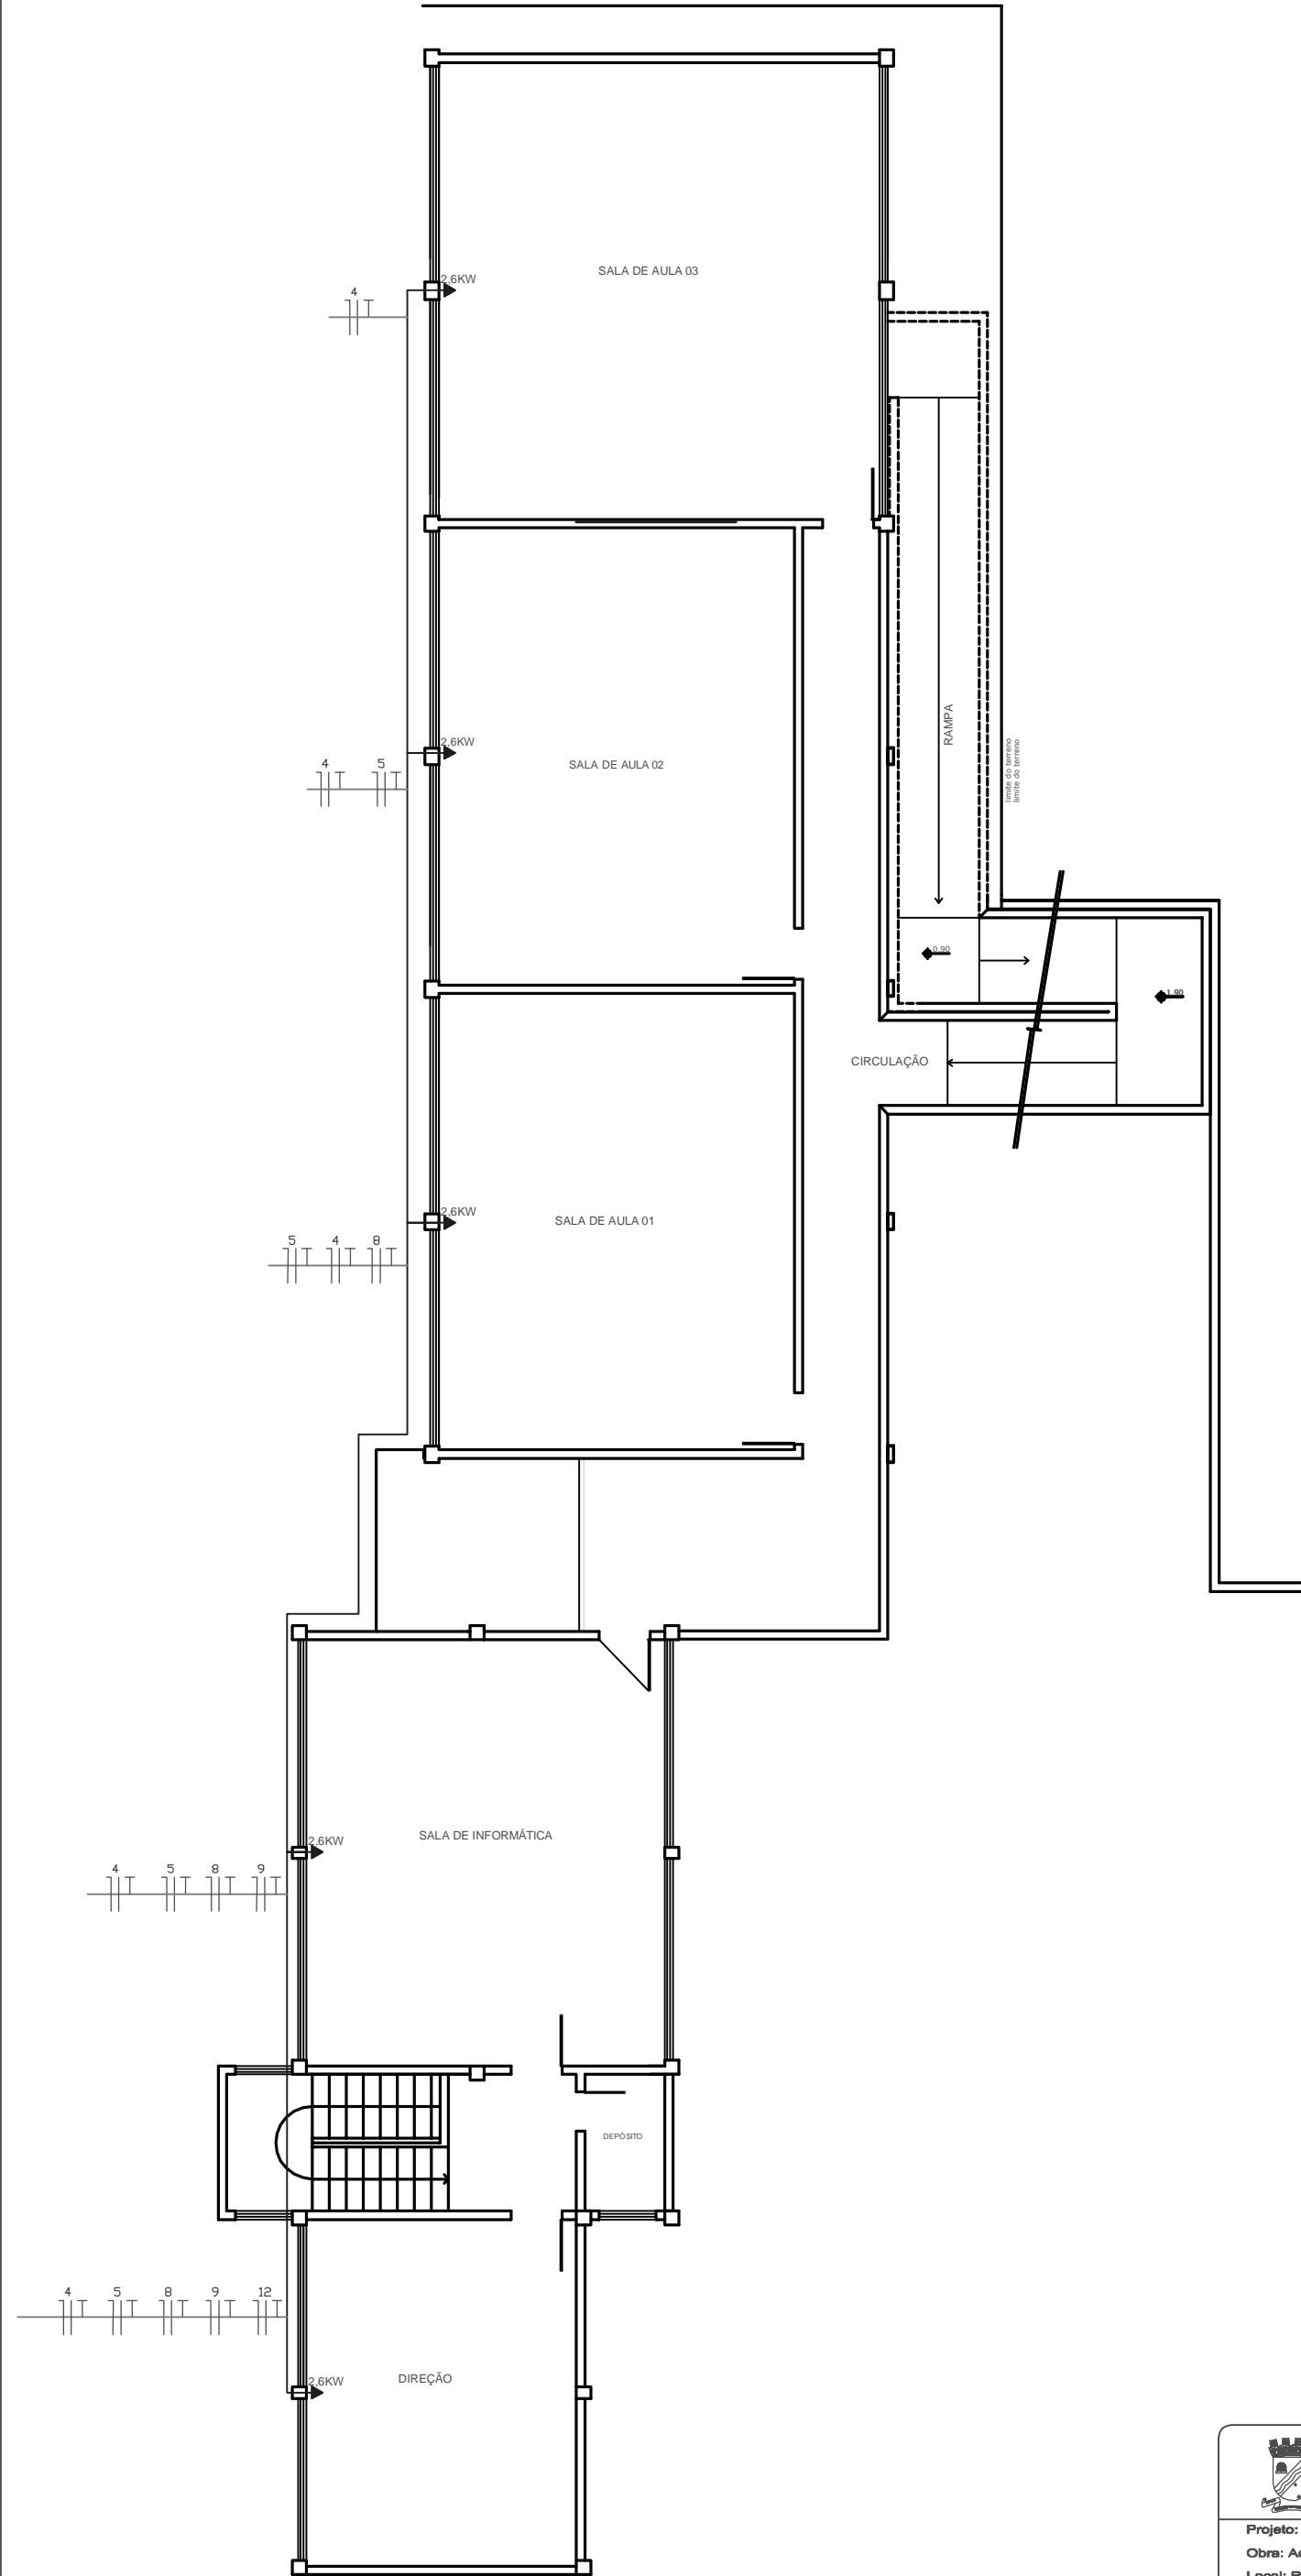 SALA DE AULA 03
2,6KW
4
RAMPA
limite do terreno
limite do terreno
2,6KW
SALA DE AULA 02
4 5
0,90
1,90
CIRCULAÇÃO
2,6KW
SALA DE AULA 01
5 4 8
SALA DE INFORMÁTICA
2,6KW
4 5 8 9
DEPÓSITO
4 5 8 9 12
DIREÇÃO
2,6KW
Projeto:
Obra: